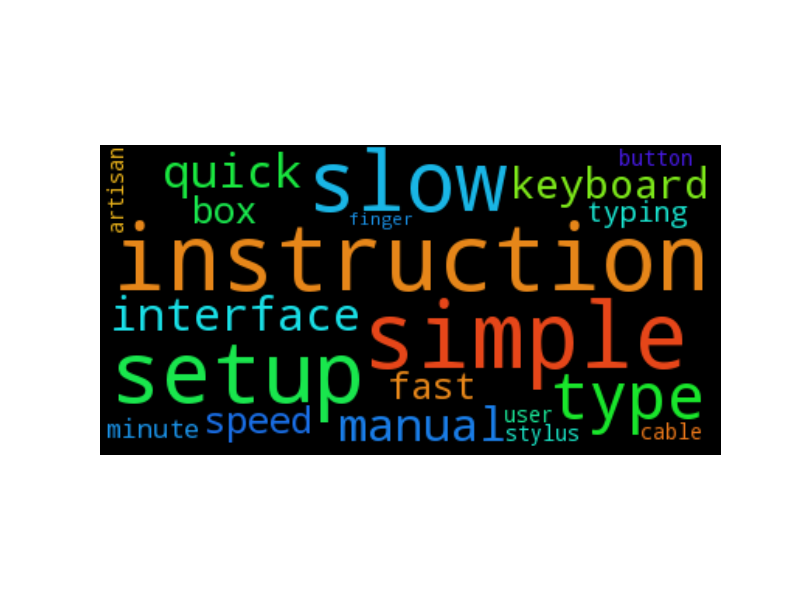 artisan
quick
slow
button
keyboard
box
finger
typing
instruction
interface
simple
setup
fast
type
minute
speed
manual
user
stylus
cable